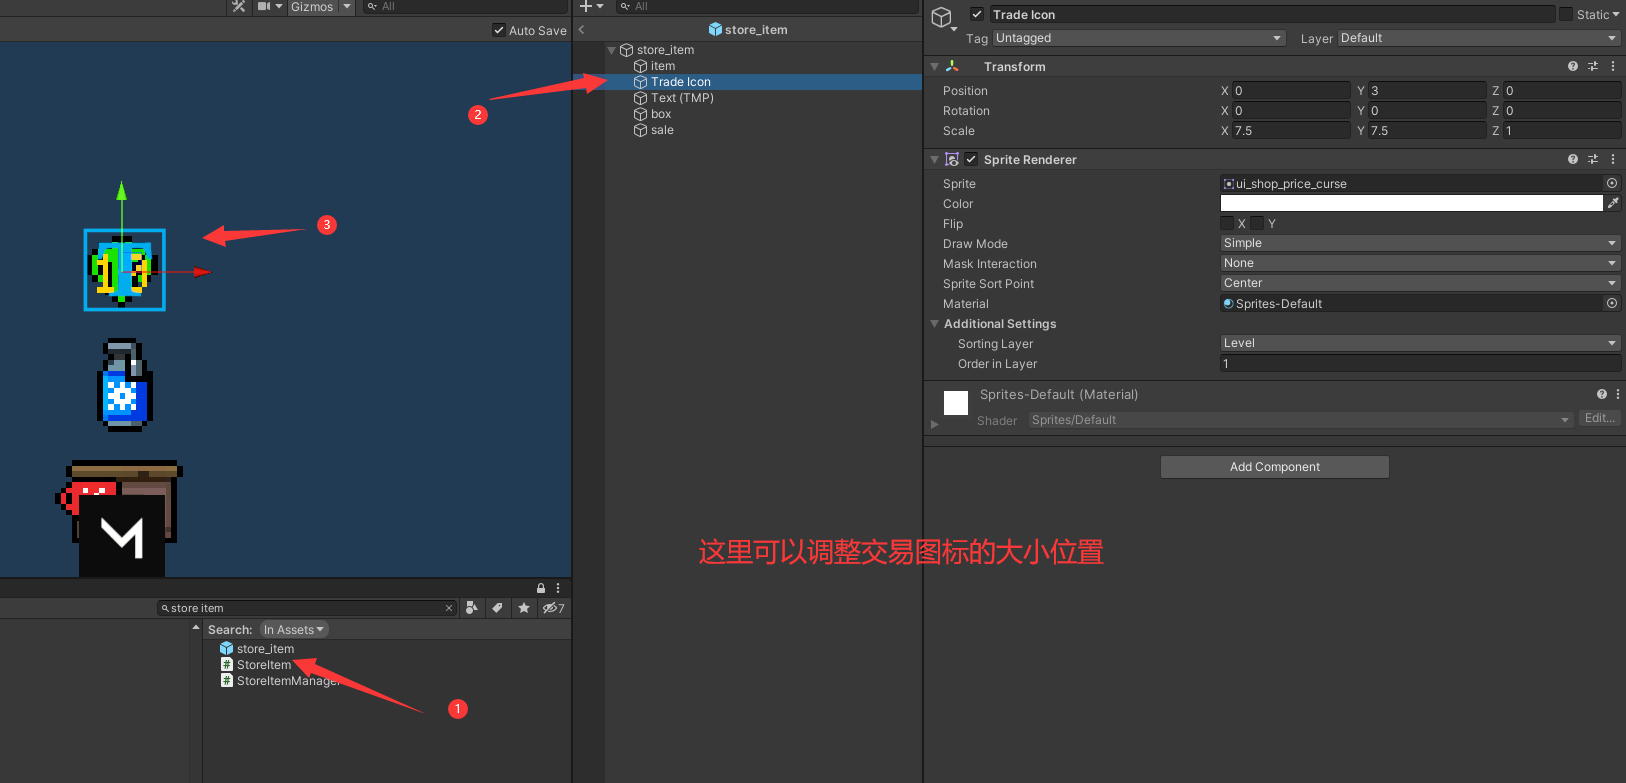 Gizmos
All
Auto Save
All
store_item
store_item
item
Trade Icon
Text (TMP)
box
sale
2
3
Trade Icon
Static
Tag Untagged Layer Default
Transform
Position X 0 Y 3 Z 0
Rotation X 0 Y 0 Z 0
Scale X 7.5 Y 7.5 Z 1
Sprite Renderer
Sprite ui_shop_price_curse
Color
Flip X Y
Draw Mode Simple
Mask Interaction None
Sprite Sort Point Center
Material Sprites-Default
Additional Settings
Sorting Layer Level
Order in Layer 1
Sprites-Default (Material)
Shader Sprites/Default Edit...
Add Component
这里可以调整交易图标的大小位置
store item
7
Search: In Assets
store_item
StoreItem
StoreItemManager
1